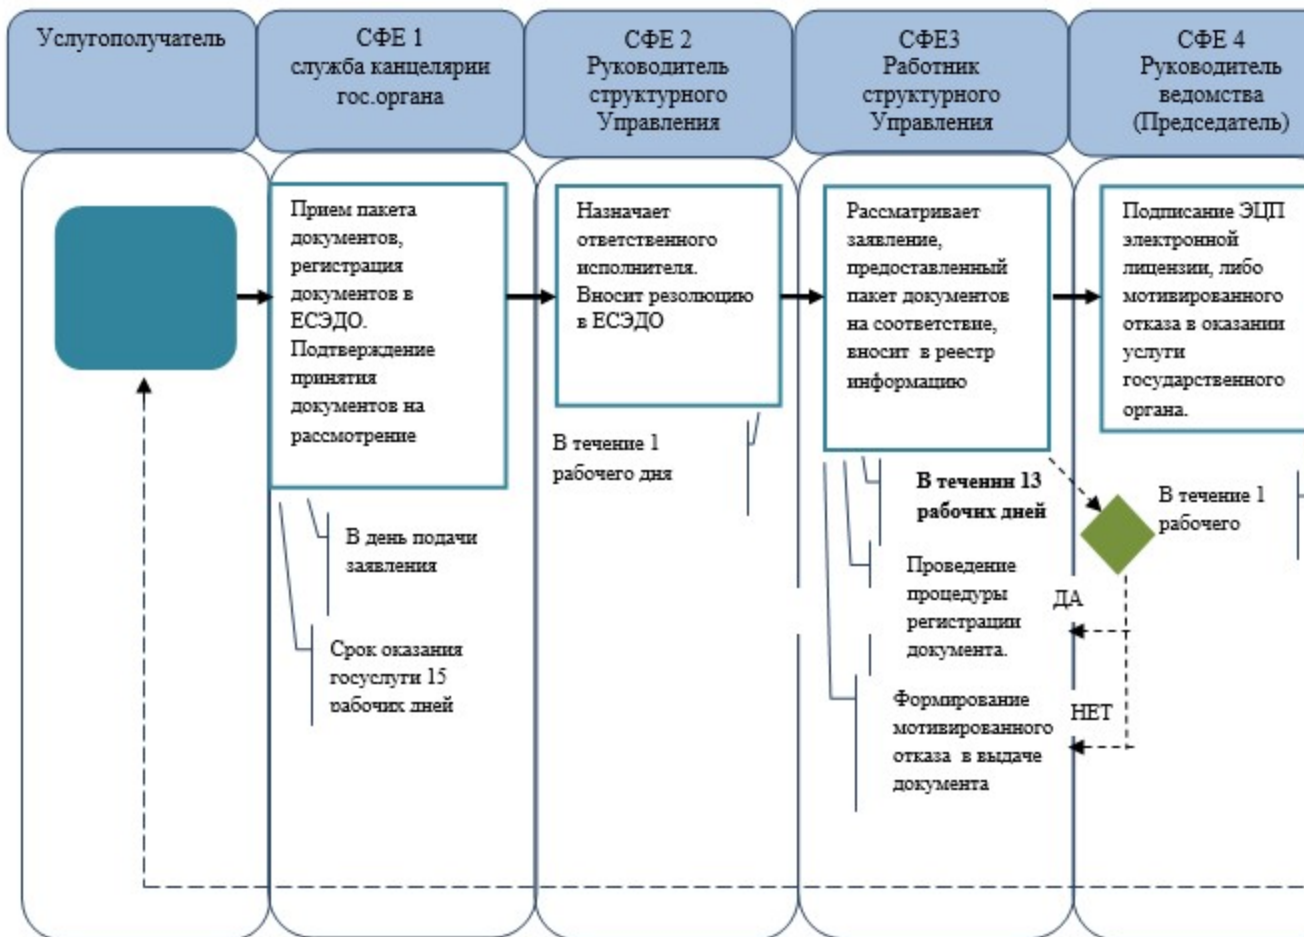 Услугополучатель
СФЕ 1
служба канцелярии
гос.органа
СФЕ 2
Руководитель
структурного
Управления
СФЕ3
Работник
структурного
Управления
СФЕ 4
Руководитель
ведомства
(Председатель)
Прием пакета
документов,
регистрация
документов в
ЕСЭДО.
Подтверждение
принятия
документов на
рассмотрение
Назначает
ответственного
исполнителя.
Вносит резолюцию
в ЕСЭДО
Рассматривает
заявление,
предоставленный
пакет документов
на соответствие,
вносит в реестр
информацию
Подписание ЭЦП
электронной
лицензии, либо
мотивированного
отказа в оказании
услуги
государственного
органа.
В день подачи
заявления
Срок оказания
госуслуги 15
рабочих дней
В течение 1
рабочего дня
В течении 13
рабочих дней
Проведение
процедуры
регистрации
документа.
Формирование
мотивированного
отказа в выдаче
документа
В течение 1
рабочего
ДА
НЕТ